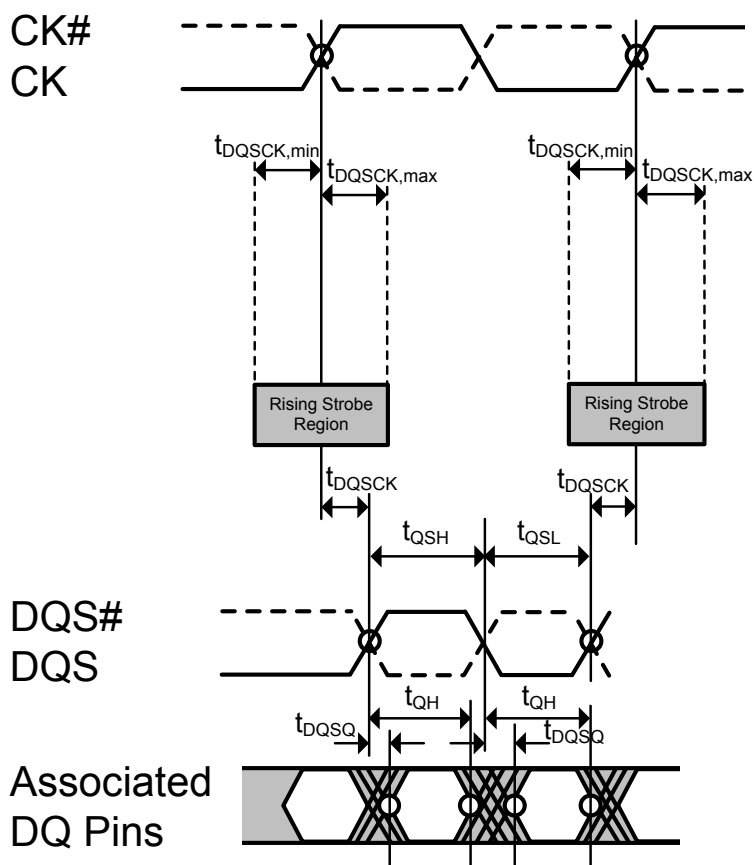 CK#
CK
tDQSCK,min
tDQSCK,max
tDQSCK,min
tDQSCK,max
Rising Strobe
Region
Rising Strobe
Region
tDQSCK
tDQSCK
tQSH
tQSL
DQS#
DQS
tQH
tQH
tDQSQ
tDQSQ
Associated
DQ Pins